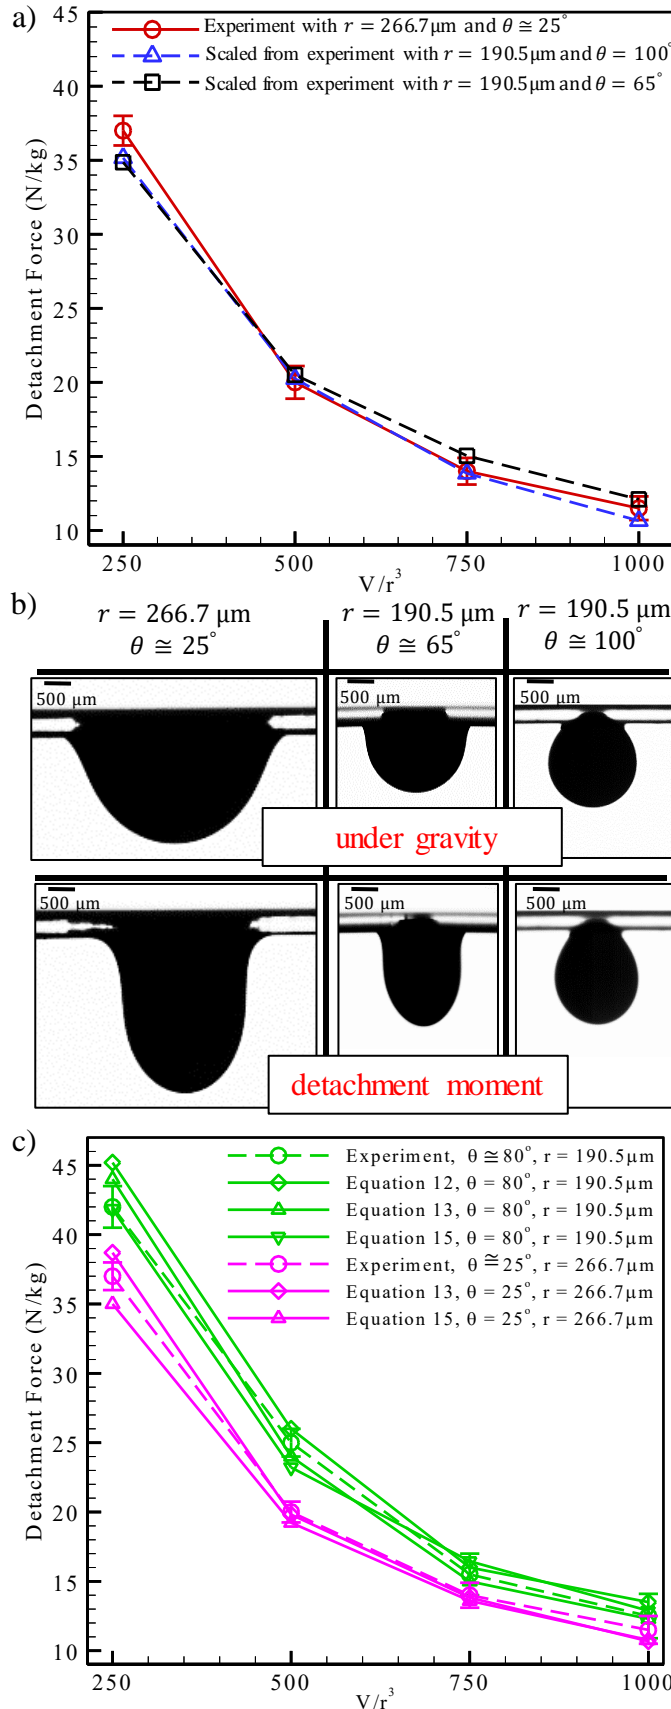 a)
Experiment with r = 266.7μm and θ ≅ 25°
Scaled from experiment with r = 190.5μm and θ = 100°
Scaled from experiment with r = 190.5μm and θ = 65°
45
40
35
30
25
20
15
10
Detachment Force (N/kg)
250 500 750 1000
V/r³
b)
r = 266.7 μm r = 190.5 μm r = 190.5 μm
θ ≅ 25° θ ≅ 65° θ ≅ 100°
500 μm 500 μm 500 μm
under gravity
500 μm 500 μm 500 μm
detachment moment
c)
Experiment, θ ≅ 80°, r = 190.5μm
Equation 12, θ = 80°, r = 190.5μm
Equation 13, θ = 80°, r = 190.5μm
Equation 15, θ = 80°, r = 190.5μm
Experiment, θ ≅ 25°, r = 266.7μm
Equation 13, θ = 25°, r = 266.7μm
Equation 15, θ = 25°, r = 266.7μm
45
40
35
30
25
20
15
10
Detachment Force (N/kg)
250 500 750 1000
V/r³